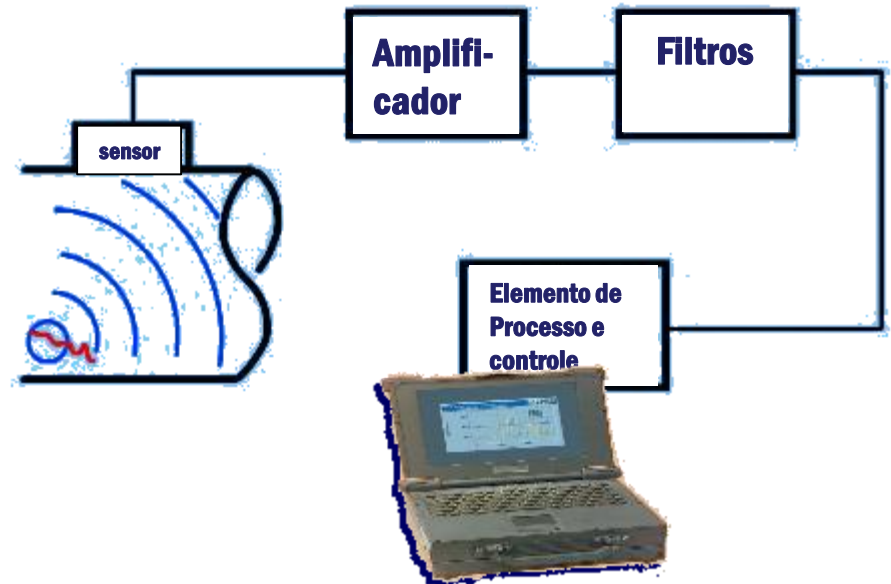 Amplifi-
cador
Filtros
sensor
Elemento de
Processo e
controle